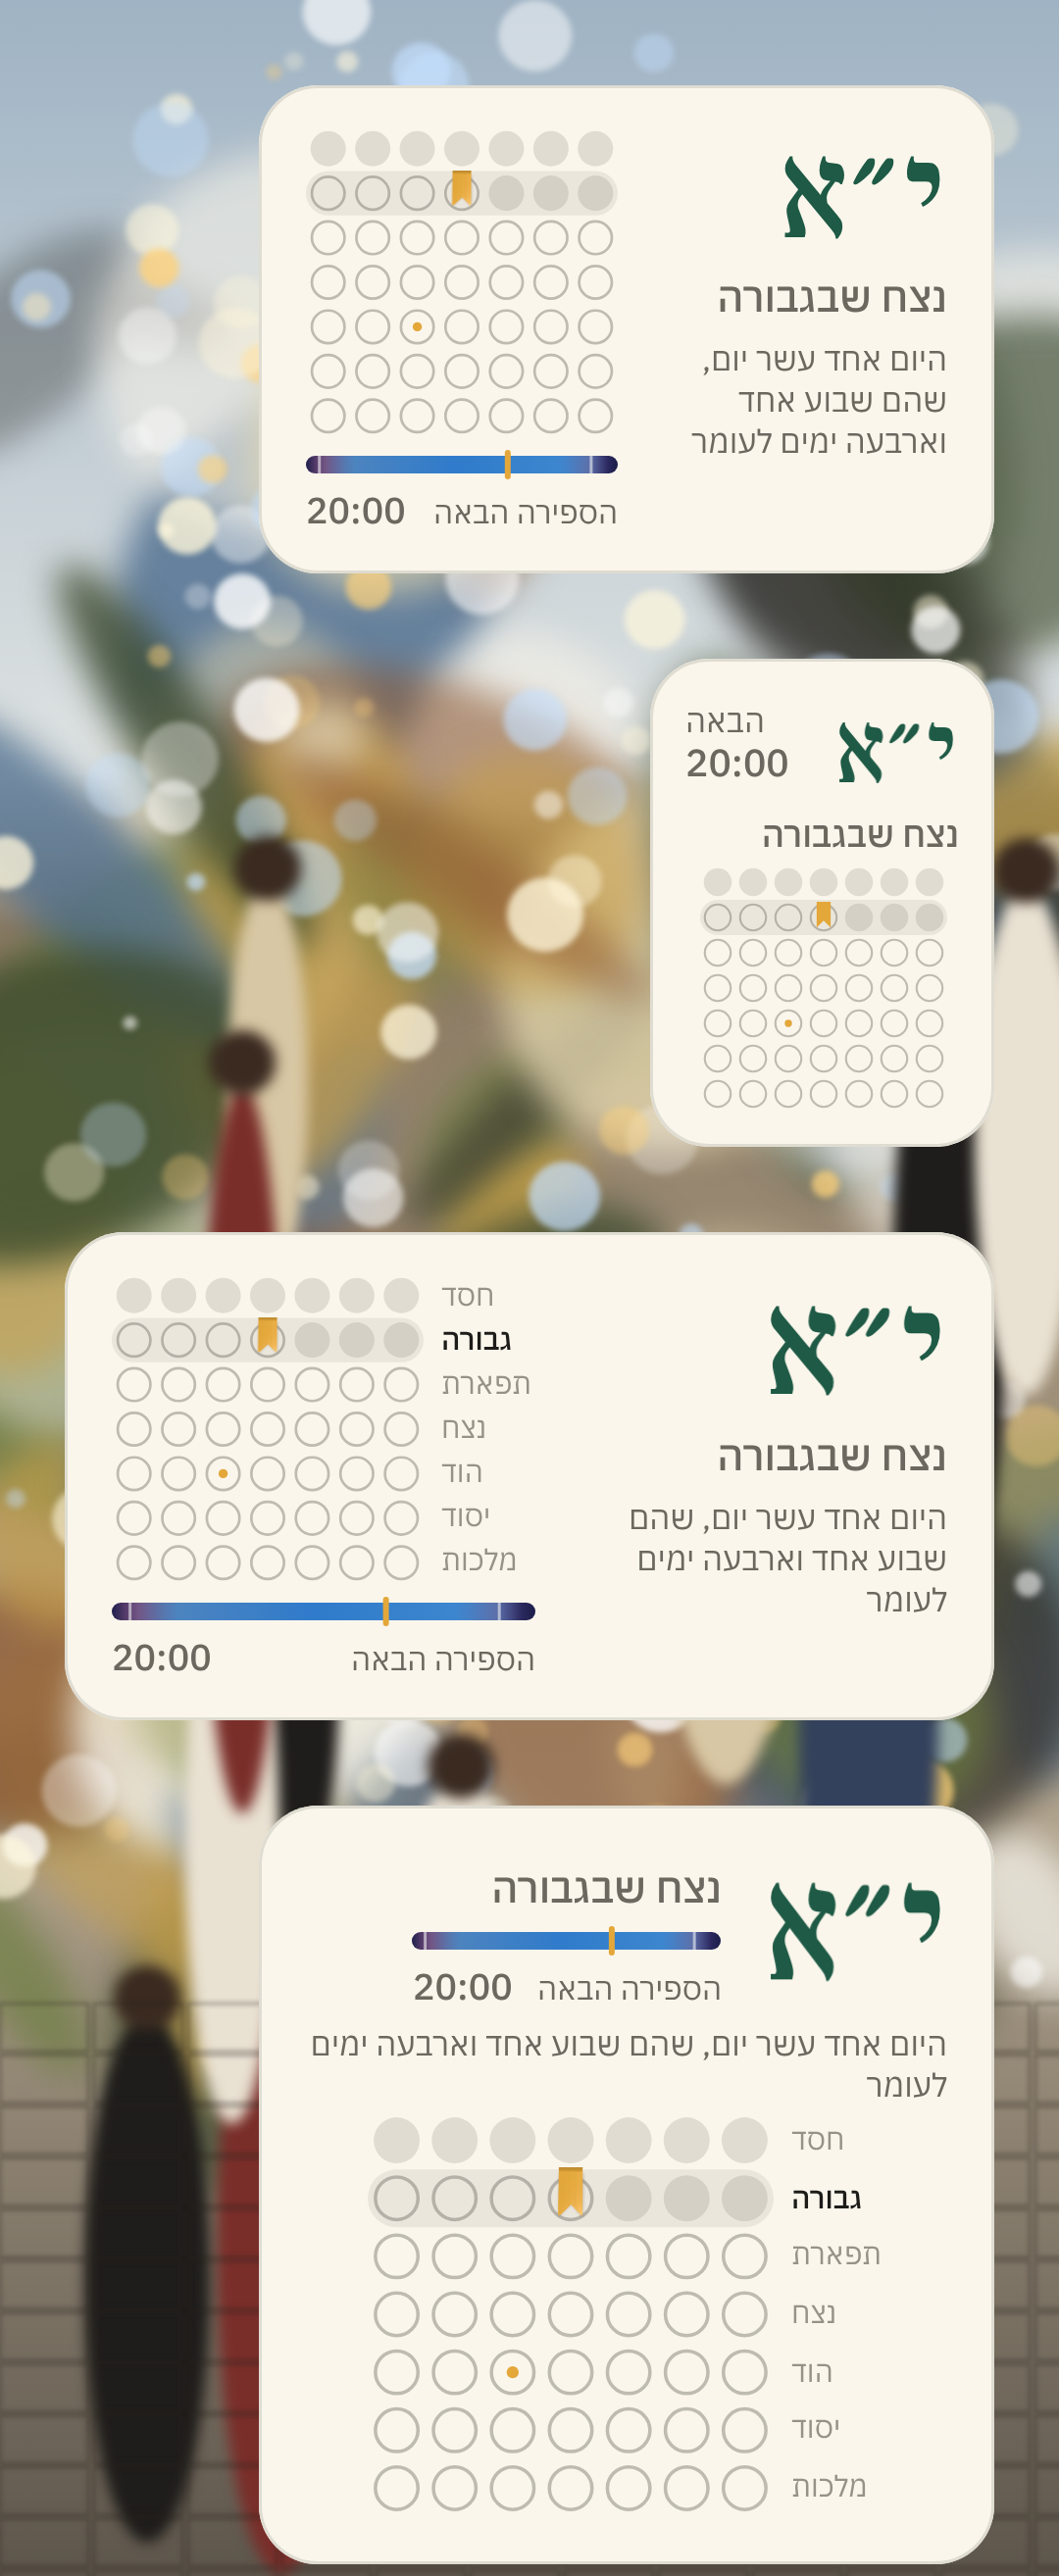 י״א
נצח שבגבורה
היום אחד עשר יום,
שהם שבוע אחד
וארבעה ימים לעומר
הספירה הבאה 20:00
י״א
הבאה
20:00
נצח שבגבורה
י״א
נצח שבגבורה
היום אחד עשר יום, שהם
שבוע אחד וארבעה ימים
לעומר
חסד
גבורה
תפארת
נצח
הוד
יסוד
מלכות
הספירה הבאה 20:00
י״א
נצח שבגבורה
הספירה הבאה 20:00
היום אחד עשר יום, שהם שבוע אחד וארבעה ימים
לעומר
חסד
גבורה
תפארת
נצח
הוד
יסוד
מלכות